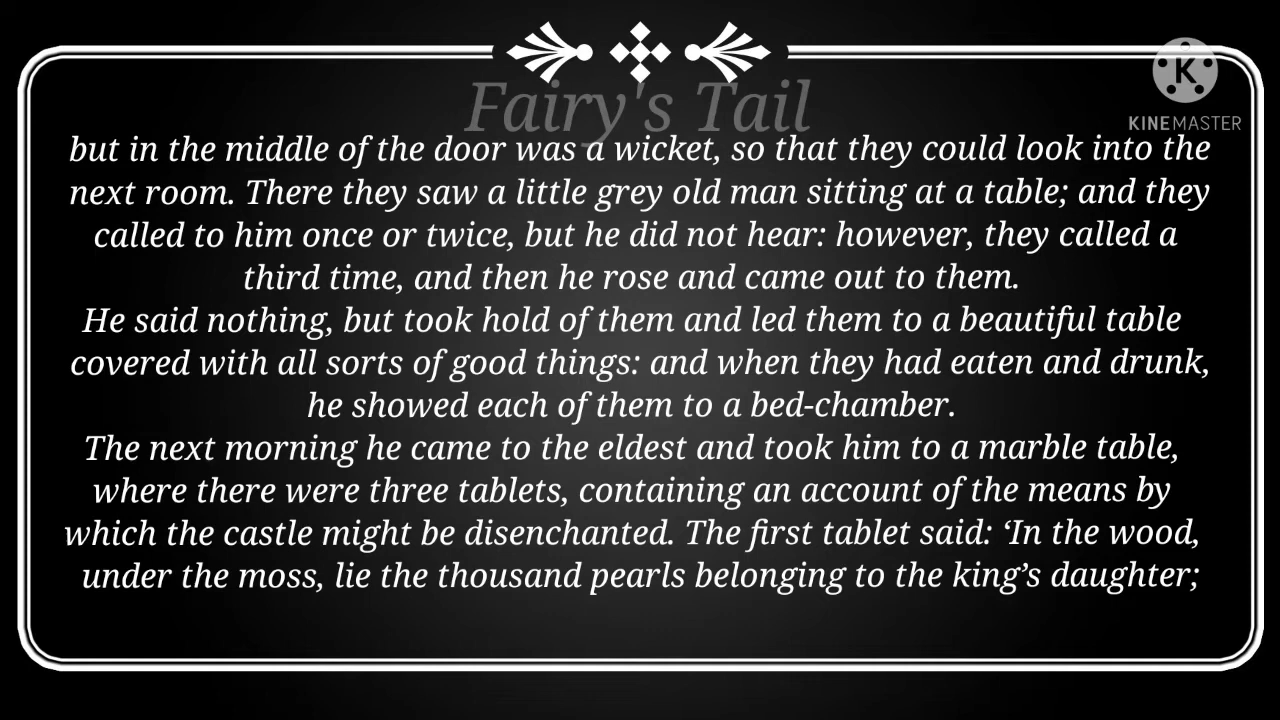 Fairy's Tail
K
KINEMASTER
but in the middle of the door was a wicket, so that they could look into the
next room. There they saw a little grey old man sitting at a table; and they
called to him once or twice, but he did not hear: however, they called a
third time, and then he rose and came out to them.
He said nothing, but took hold of them and led them to a beautiful table
covered with all sorts of good things: and when they had eaten and drunk,
he showed each of them to a bed-chamber.
The next morning he came to the eldest and took him to a marble table,
where there were three tablets, containing an account of the means by
which the castle might be disenchanted. The first tablet said: ‘In the wood,
under the moss, lie the thousand pearls belonging to the king’s daughter;